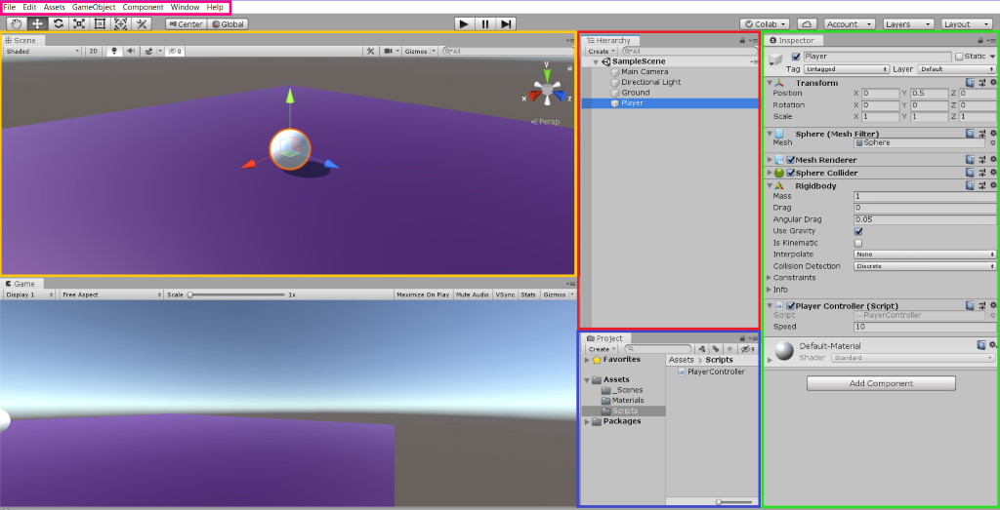 File Edit Assets GameObject Component Window Help
Center Global
Collab Account Layers Layout
Scene
Shaded 2D 0 Gizmos All
y
x z
Persp
Game
Display 1 Free Aspect Scale 1x Maximize On Play Mute Audio VSync Stats Gizmos
Hierarchy
Create All
SampleScene
Main Camera
Directional Light
Ground
Player
Project
Create 9
Favorites
Assets
_Scenes
Materials
Scripts
Packages
Assets > Scripts
PlayerController
Inspector
Player Static
Tag Untagged Layer Default
Transform
Position X 0 Y 0.5 Z 0
Rotation X 0 Y 0 Z 0
Scale X 1 Y 1 Z 1
Sphere (Mesh Filter)
Mesh Sphere
Mesh Renderer
Sphere Collider
Rigidbody
Mass 1
Drag 0
Angular Drag 0.05
Use Gravity
Is Kinematic
Interpolate None
Collision Detection Discrete
Constraints
Info
Player Controller (Script)
Script PlayerController
Speed 10
Default-Material
Shader Standard
Add Component